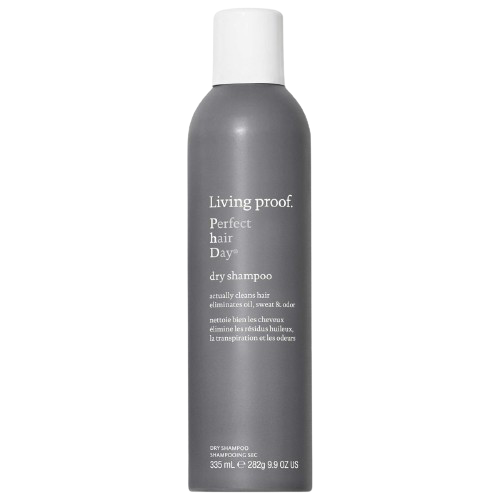 Living proof.
Perfect
hair
Day®
dry shampoo
actually cleans hair
eliminates oil, sweat & odor
nettoie bien les cheveux
élimine les résidus huileux,
la transpiration et les odeurs
DRY SHAMPOO
SHAMPOOING SEC
335 mL ℮ 282g 9.9 OZ US